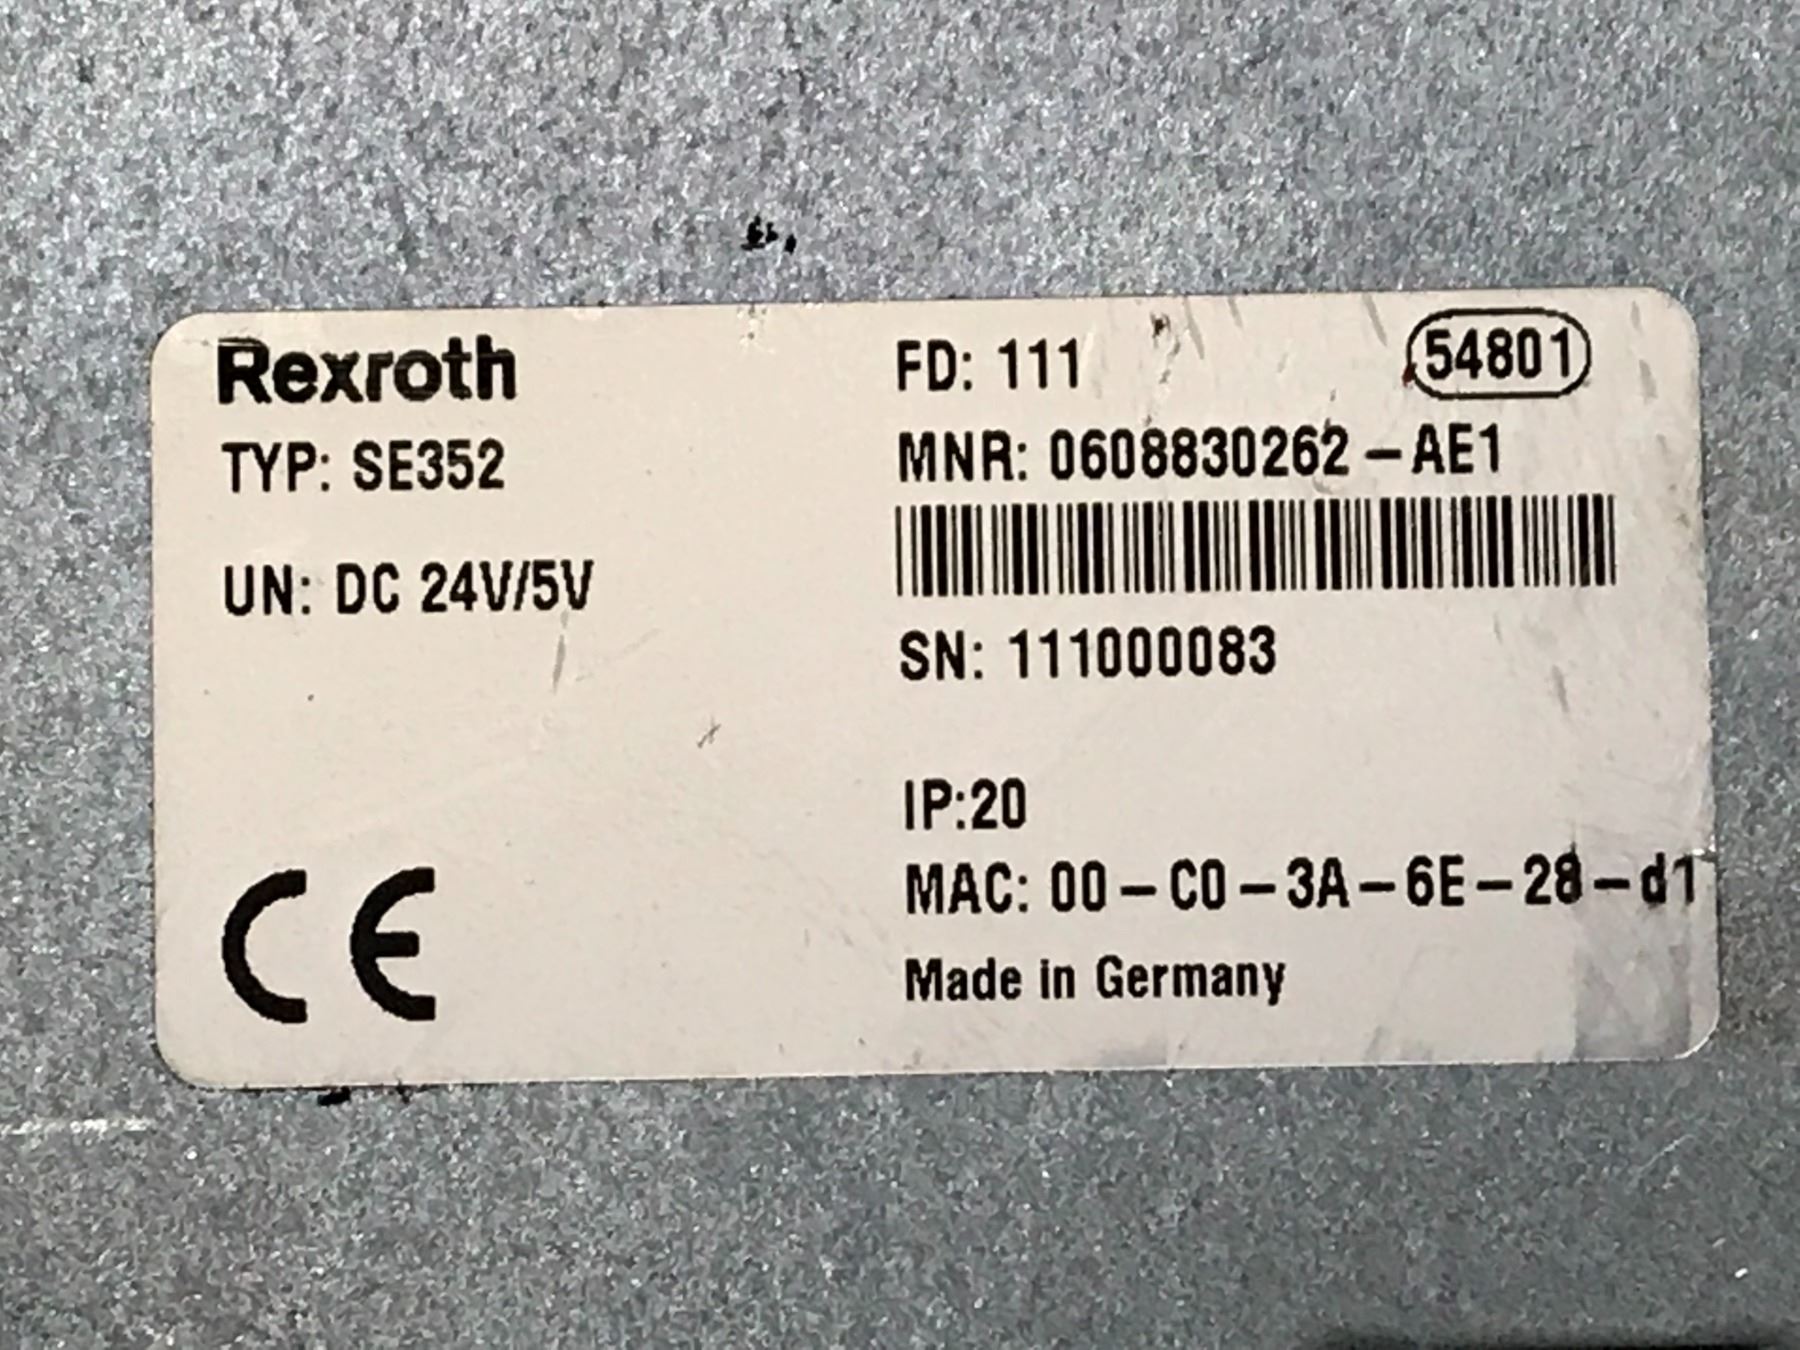 Rexroth
TYP: SE352
UN: DC 24V/5V
CE
FD: 111
54801
MNR: 0608830262-AE1
SN: 111000083
IP:20
MAC: 00-C0-3A-6E-28-d1
Made in Germany